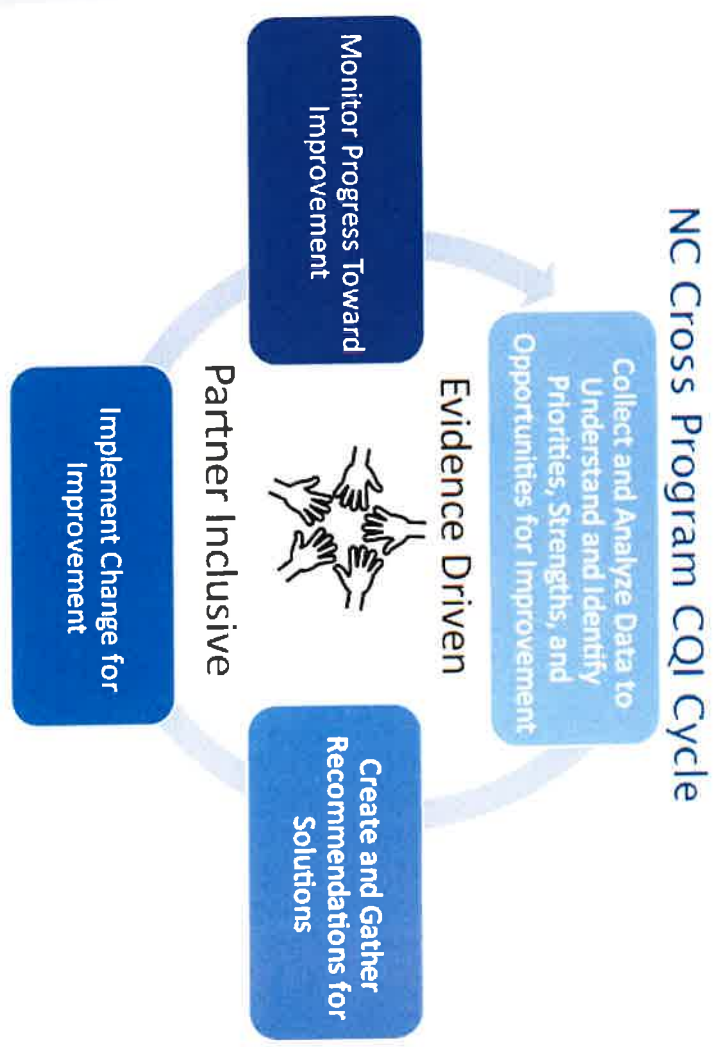 NC Cross Program CQI Cycle
Collect and Analyze Data to
Understand and Identify
Priorities, Strengths, and
Opportunities for Improvement
Create and Gather
Recommendations for
Solutions
Implement Change for
Improvement
Monitor Progress Toward
Improvement
Evidence Driven
Partner Inclusive